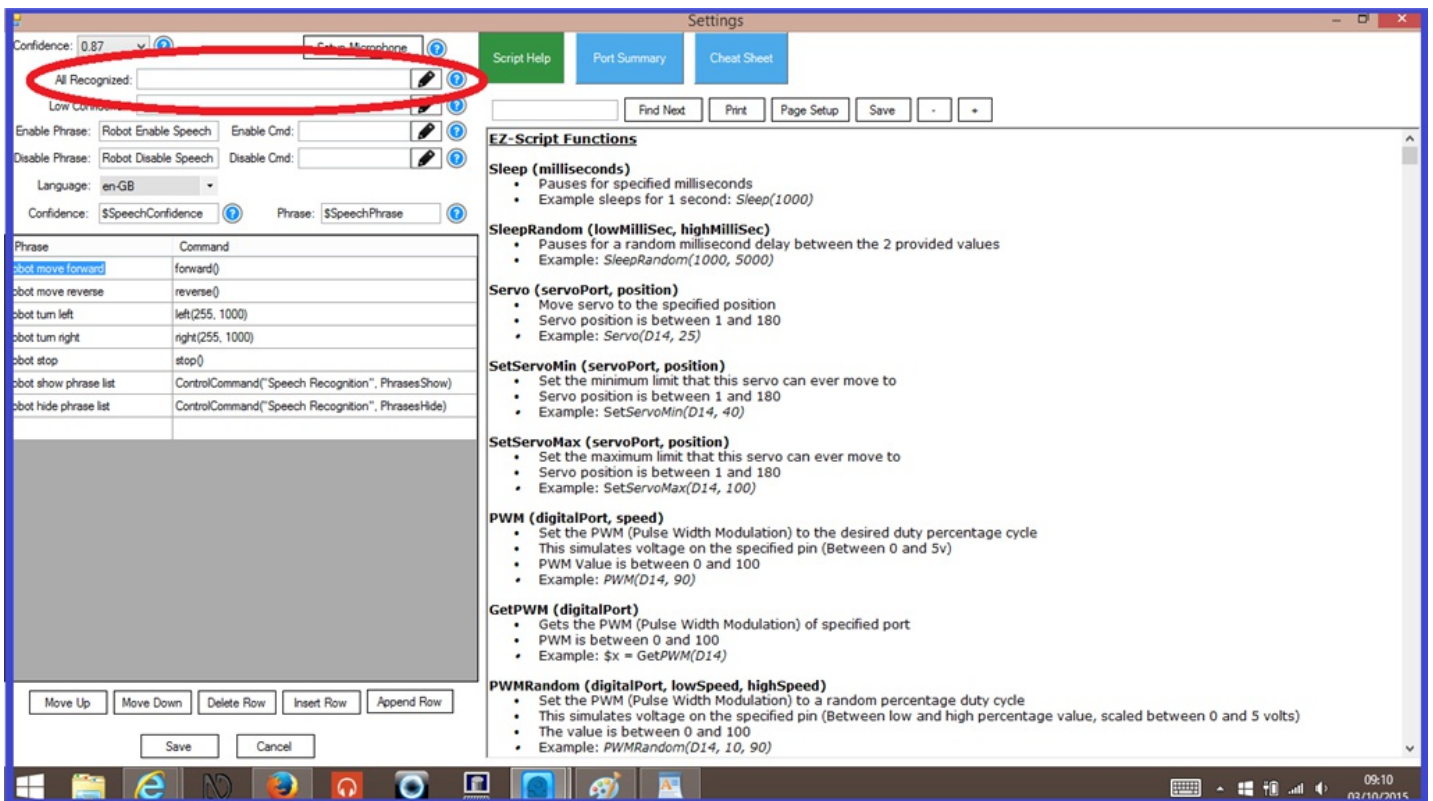 Settings
Confidence: 0.87
All Recognized:
Enable Phrase: Robot Enable Speech Enable Cmd:
Disable Phrase: Robot Disable Speech Disable Cmd:
Language: en-GB
Confidence: $SpeechConfidence Phrase: $SpeechPhrase
Phrase Command
obot move forward forward()
obot move reverse reverse()
obot turn left left(255, 1000)
obot turn right right(255, 1000)
obot stop stop()
obot show phrase list ControlCommand("Speech Recognition", PhrasesShow)
obot hide phrase list ControlCommand("Speech Recognition", PhrasesHide)
Move Up Move Down Delete Row Insert Row Append Row
Save Cancel
Script Help Port Summary Cheat Sheet
Find Next Print Page Setup Save - +
EZ-Script Functions
Sleep (milliseconds)
• Pauses for specified milliseconds
• Example sleeps for 1 second: Sleep(1000)
SleepRandom (lowMilliSec, highMilliSec)
• Pauses for a random millisecond delay between the 2 provided values
• Example: SleepRandom(1000, 5000)
Servo (servoPort, position)
• Move servo to the specified position
• Servo position is between 1 and 180
• Example: Servo(D14, 25)
SetServoMin (servoPort, position)
• Set the minimum limit that this servo can ever move to
• Servo position is between 1 and 180
• Example: SetServoMin(D14, 40)
SetServoMax (servoPort, position)
• Set the maximum limit that this servo can ever move to
• Servo position is between 1 and 180
• Example: SetServoMax(D14, 100)
PWM (digitalPort, speed)
• Set the PWM (Pulse Width Modulation) to the desired duty percentage cycle
• This simulates voltage on the specified pin (Between 0 and 5v)
• PWM Value is between 0 and 100
• Example: PWM(D14, 90)
GetPWM (digitalPort)
• Gets the PWM (Pulse Width Modulation) of specified port
• PWM is between 0 and 100
• Example: $x = GetPWM(D14)
PWMRandom (digitalPort, lowSpeed, highSpeed)
• Set the PWM (Pulse Width Modulation) to a random percentage duty cycle
• This simulates voltage on the specified pin (Between low and high percentage value, scaled between 0 and 5 volts)
• The value is between 0 and 100
• Example: PWMRandom(D14, 10, 90)
09:10
03/10/2015